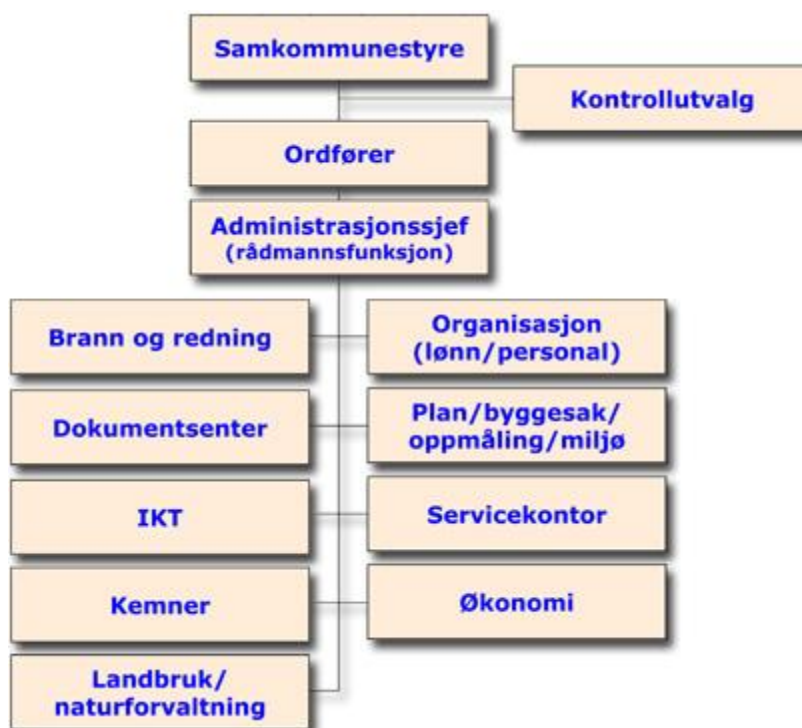 Samkommunestyre
Kontrollutvalg
Ordfører
Administrasjonssjef
(rådmannsfunksjon)
Brann og redning
Organisasjon
(lønn/personal)
Dokumentsenter
Plan/byggesak/
oppmåling/miljø
IKT
Servicekontor
Kemner
Økonomi
Landbruk/
naturforvaltning